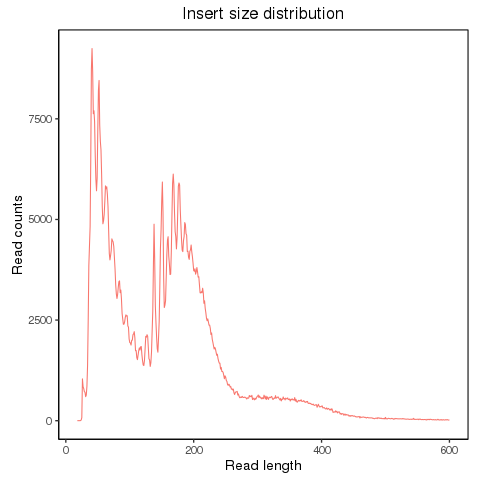 Insert size distribution
Read counts
7500
5000
2500
0
0 200 400 600
Read length